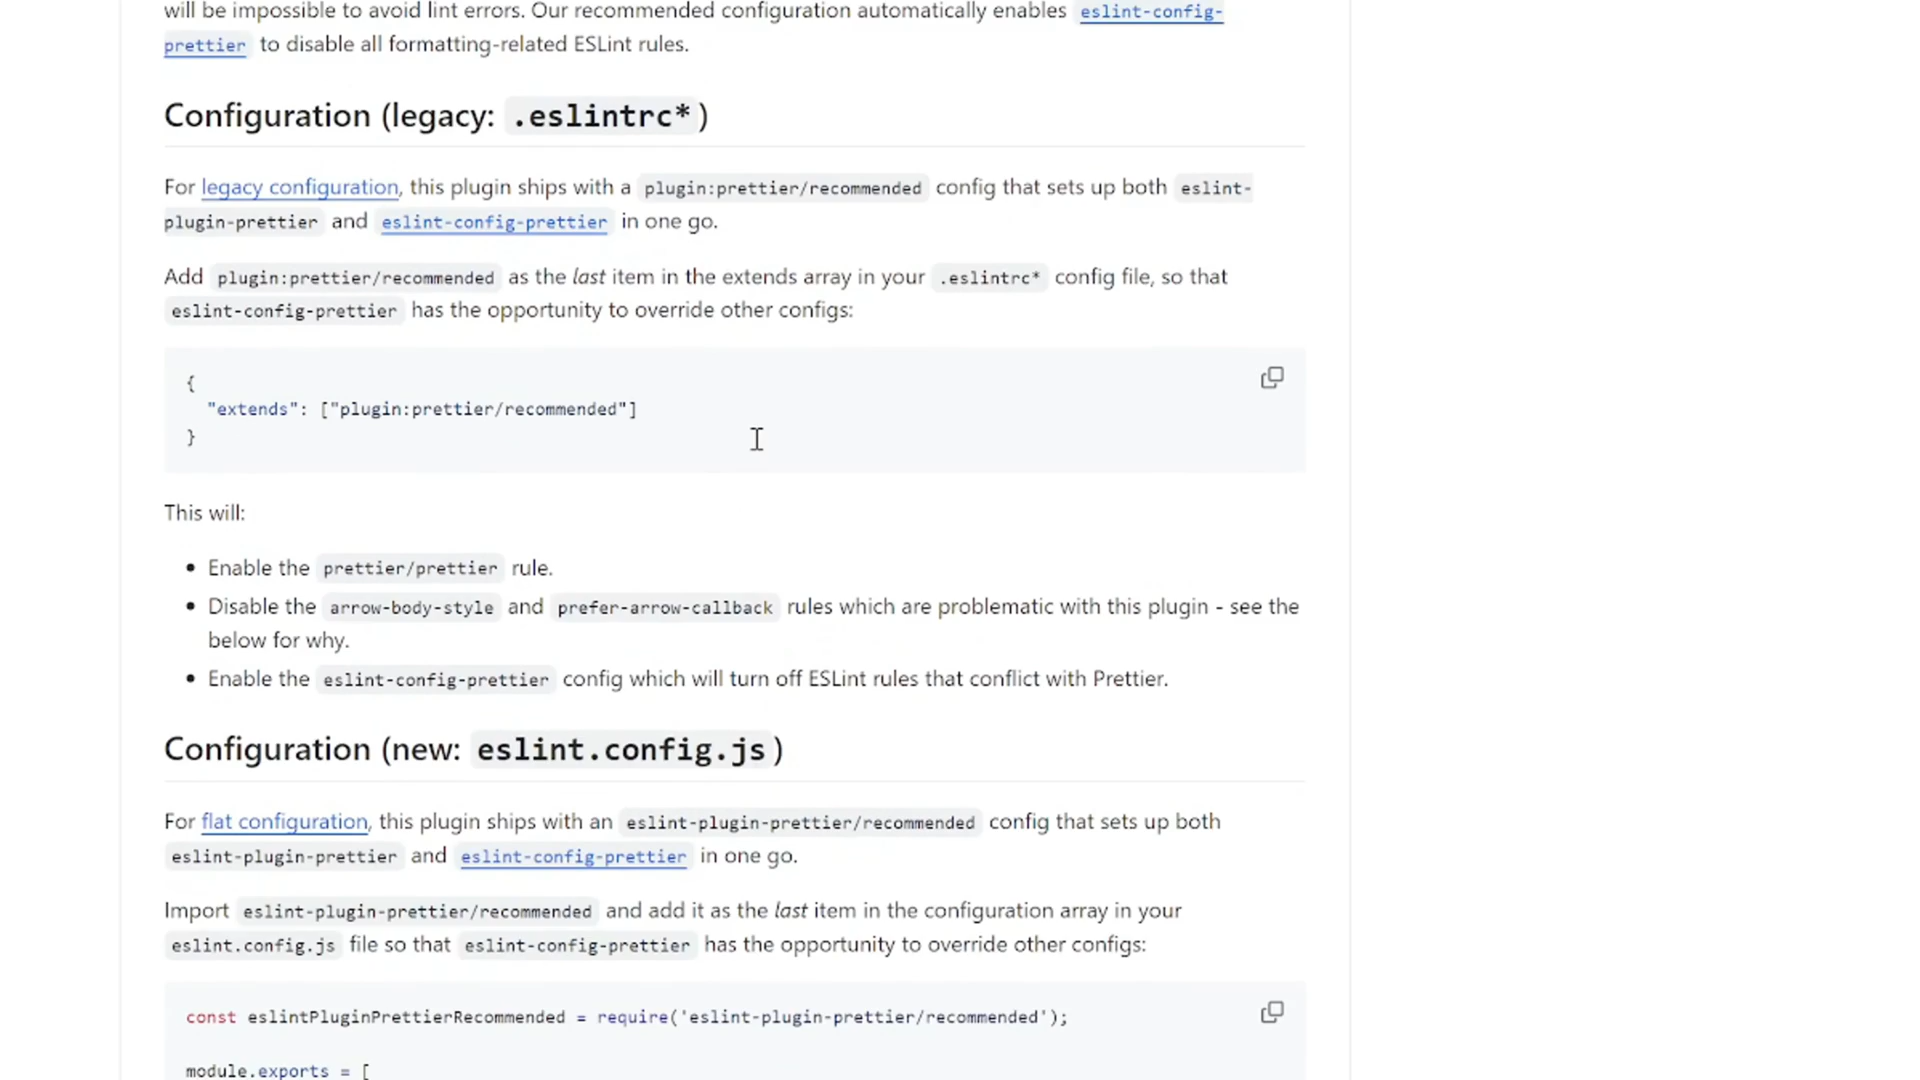 will be impossible to avoid lint errors. Our recommended configuration automatically enables eslint-config-
prettier to disable all formatting-related ESLint rules.
Configuration (legacy: .eslintrc*)
For legacy configuration, this plugin ships with a plugin:prettier/recommended config that sets up both eslint-
plugin-prettier and eslint-config-prettier in one go.
Add plugin:prettier/recommended as the last item in the extends array in your .eslintrc* config file, so that
eslint-config-prettier has the opportunity to override other configs:
{
  "extends": ["plugin:prettier/recommended"]
}
This will:
• Enable the prettier/prettier rule.
• Disable the arrow-body-style and prefer-arrow-callback rules which are problematic with this plugin - see the
below for why.
• Enable the eslint-config-prettier config which will turn off ESLint rules that conflict with Prettier.
Configuration (new: eslint.config.js)
For flat configuration, this plugin ships with an eslint-plugin-prettier/recommended config that sets up both
eslint-plugin-prettier and eslint-config-prettier in one go.
Import eslint-plugin-prettier/recommended and add it as the last item in the configuration array in your
eslint.config.js file so that eslint-config-prettier has the opportunity to override other configs:
const eslintPluginPrettierRecommended = require('eslint-plugin-prettier/recommended');
module.exports = [